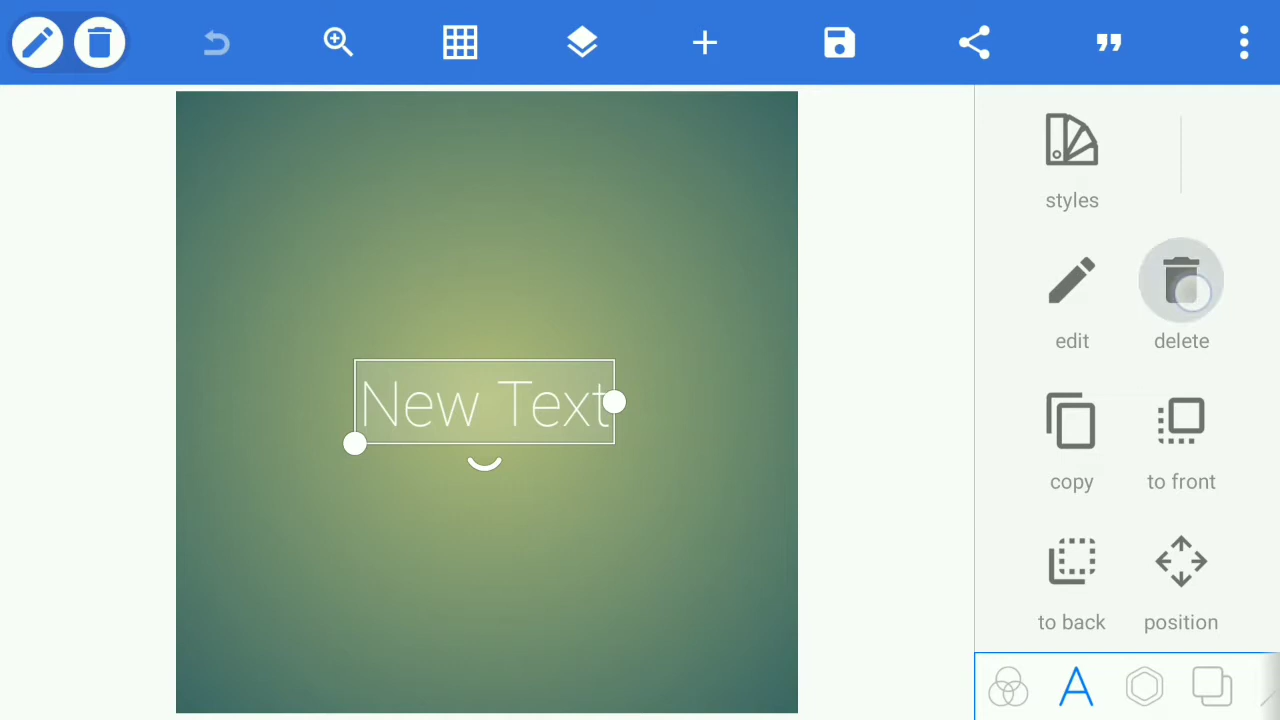 styles
edit
delete
New Text
copy
to front
to back
position